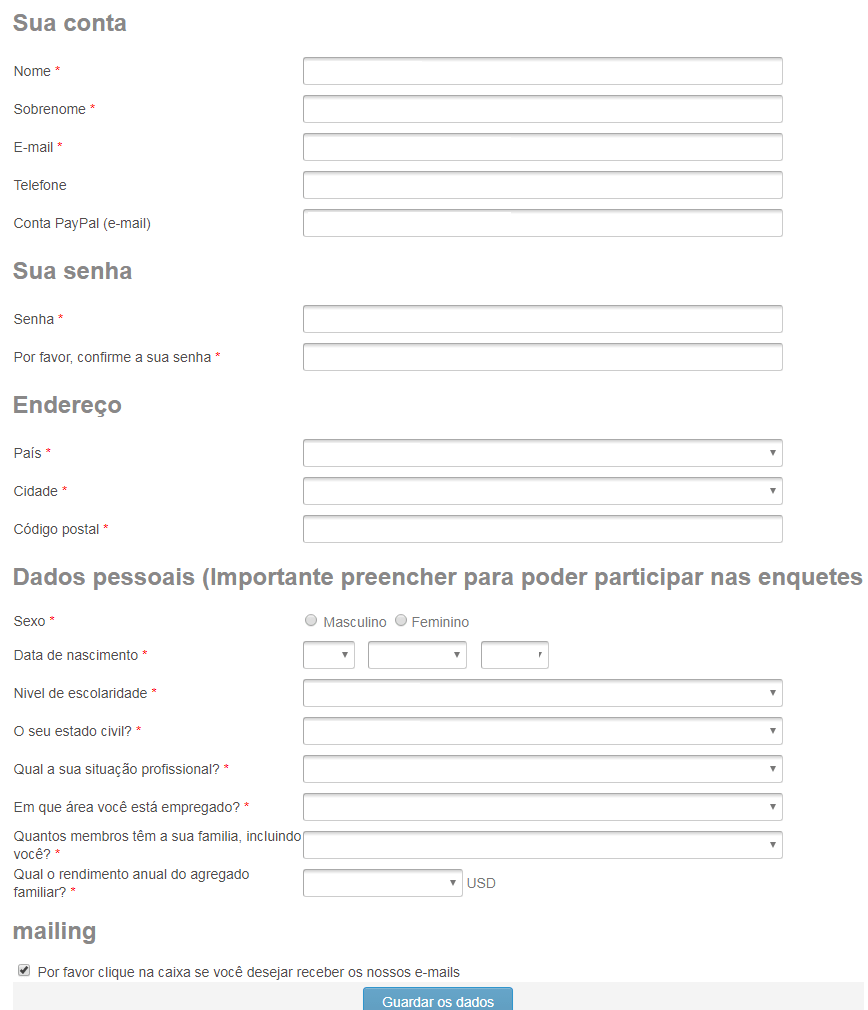 Sua conta
Nome *
Sobrenome *
E-mail *
Telefone
Conta PayPal (e-mail)
Sua senha
Senha *
Por favor, confirme a sua senha *
Endereço
País *
Cidade *
Código postal *
Dados pessoais (Importante preencher para poder participar nas enquetes
Sexo *
Masculino Feminino
Data de nascimento *
Nivel de escolaridade *
O seu estado civil? *
Qual a sua situação profissional? *
Em que área você está empregado? *
Quantos membros têm a sua familia, incluindo
você? *
Qual o rendimento anual do agregado
familiar? *
USD
mailing
Por favor clique na caixa se você desejar receber os nossos e-mails
Guardar os dados